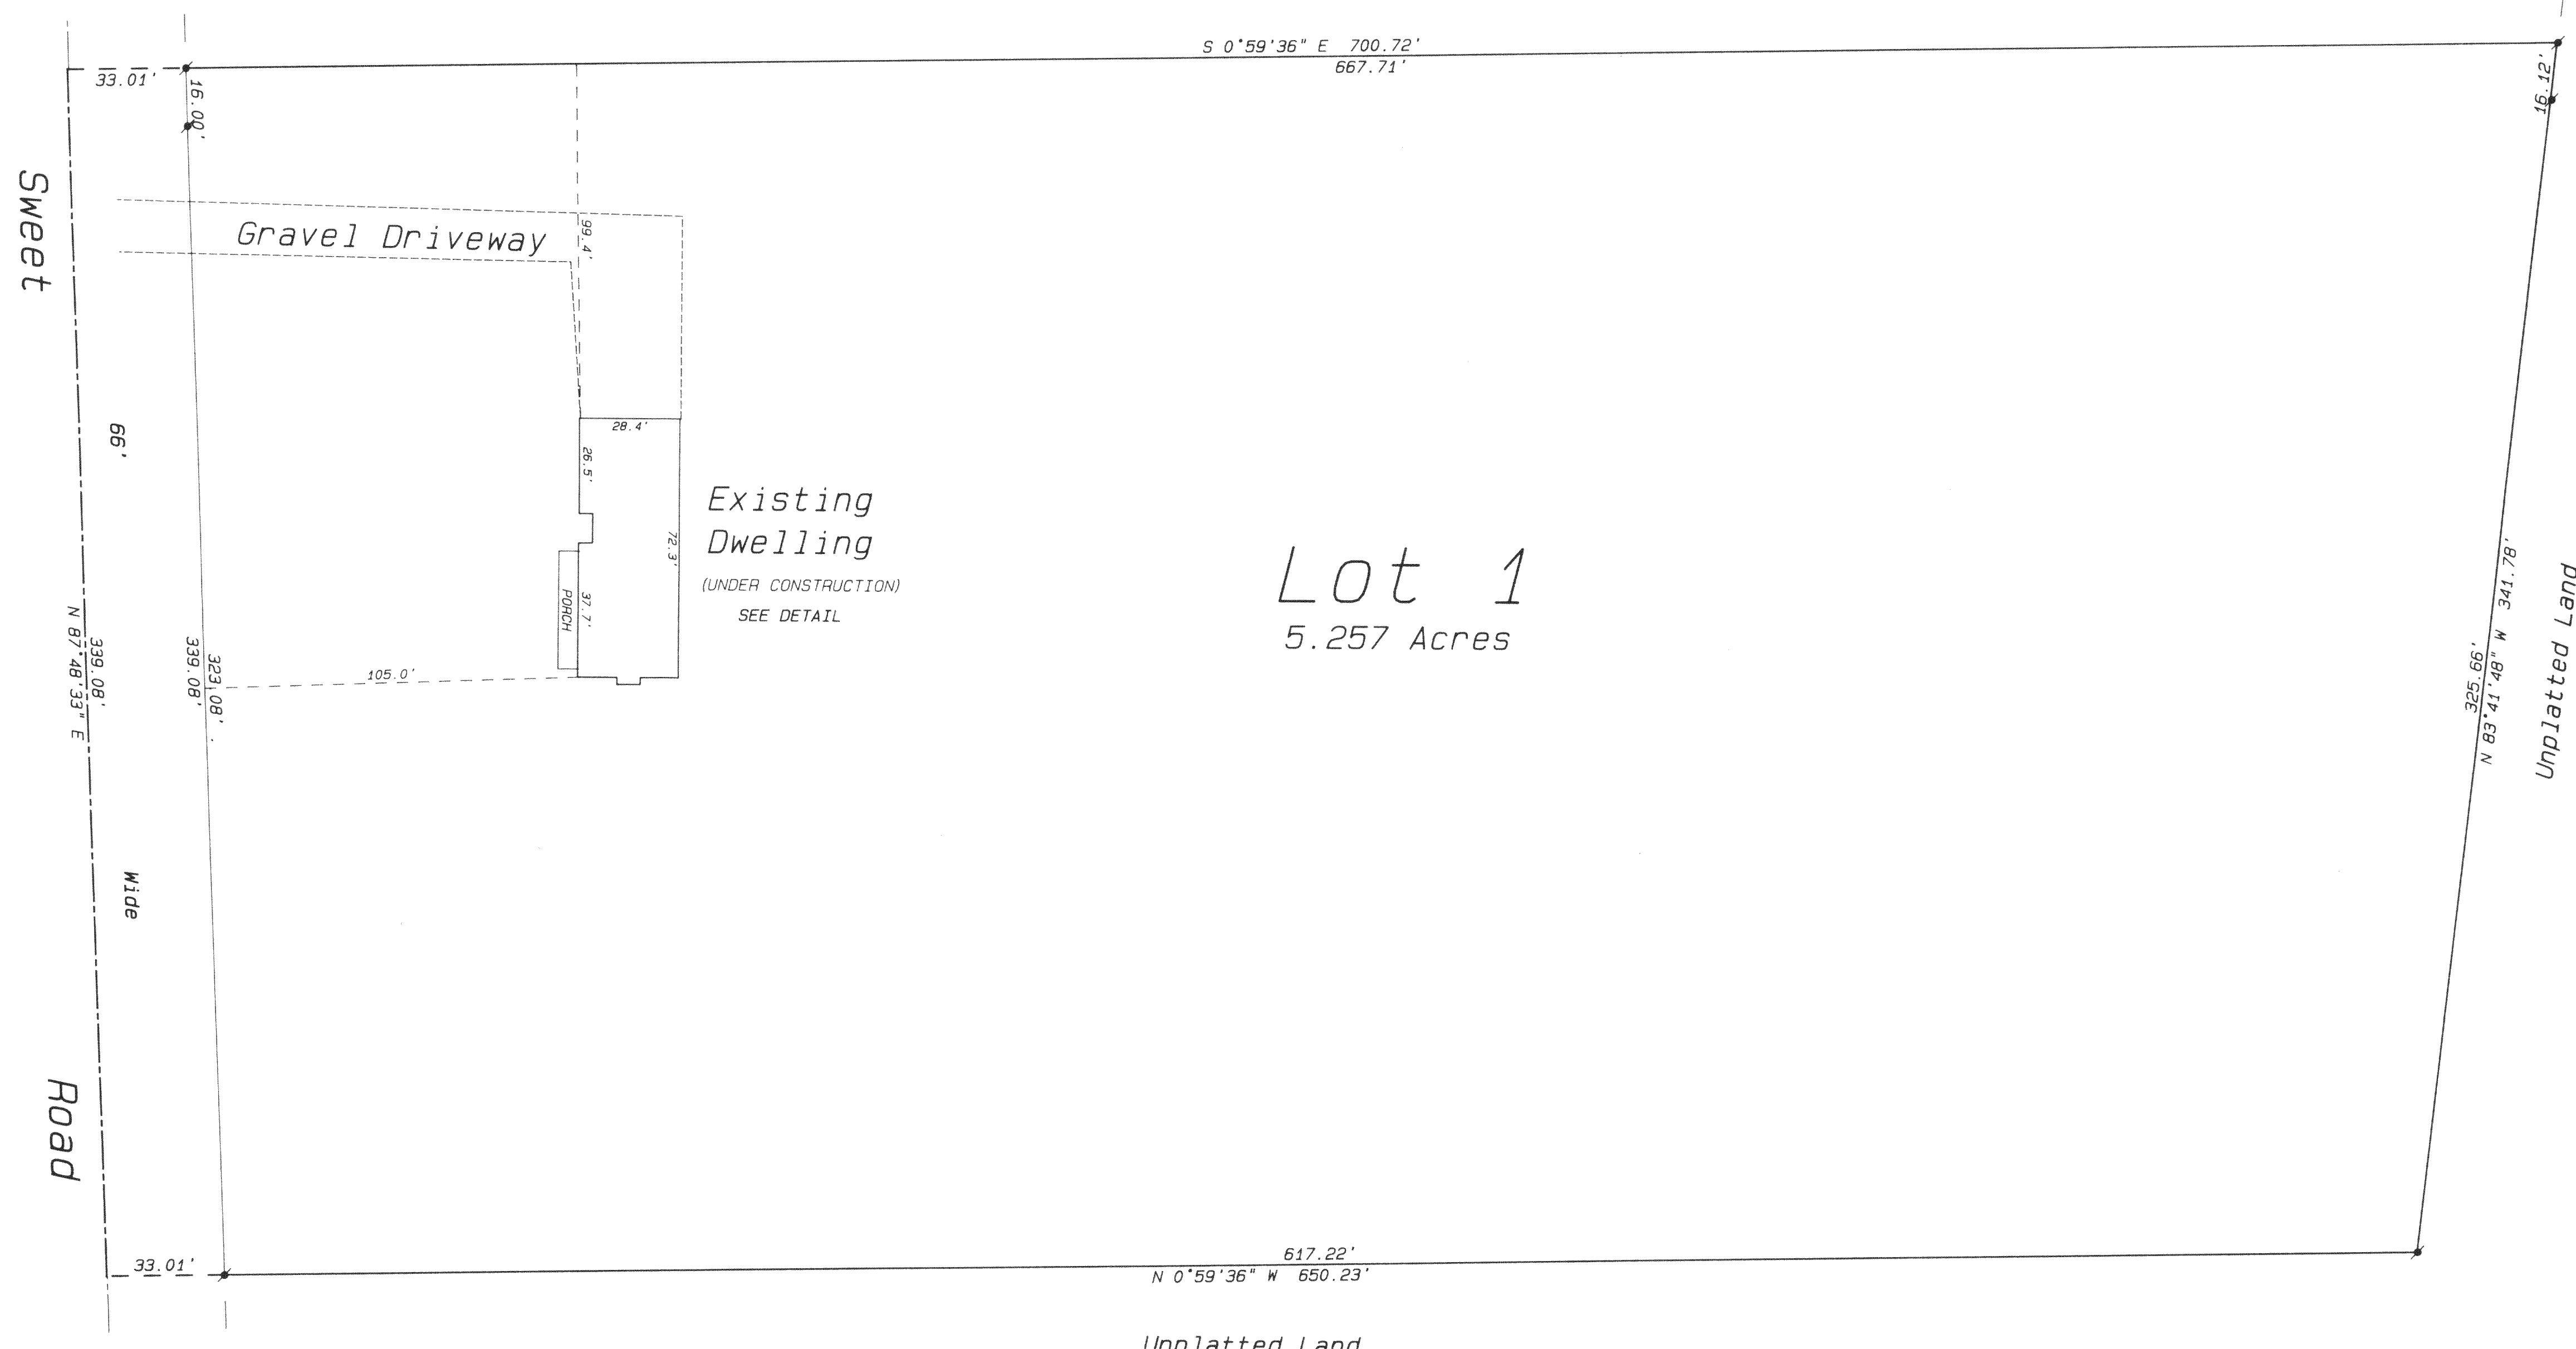 S 0°59'36" E 700.72'
667.71'
33.01'
16.00'
16.12'
Sweet
Gravel Driveway
99.4'
66'
28.4'
26.5'
Existing
Dwelling
72.3'
(UNDER CONSTRUCTION)
SEE DETAIL
PORCH
37.7'
Lot 1
5.257 Acres
N 83°41'48" W 341.78'
325.66'
Unplatted Land
339.08'
N 87°48'33" E
339.08'
323.08'
105.0'
Wide
Road
33.01'
617.22'
N 0°59'36" W 650.23'
Unplatted Land